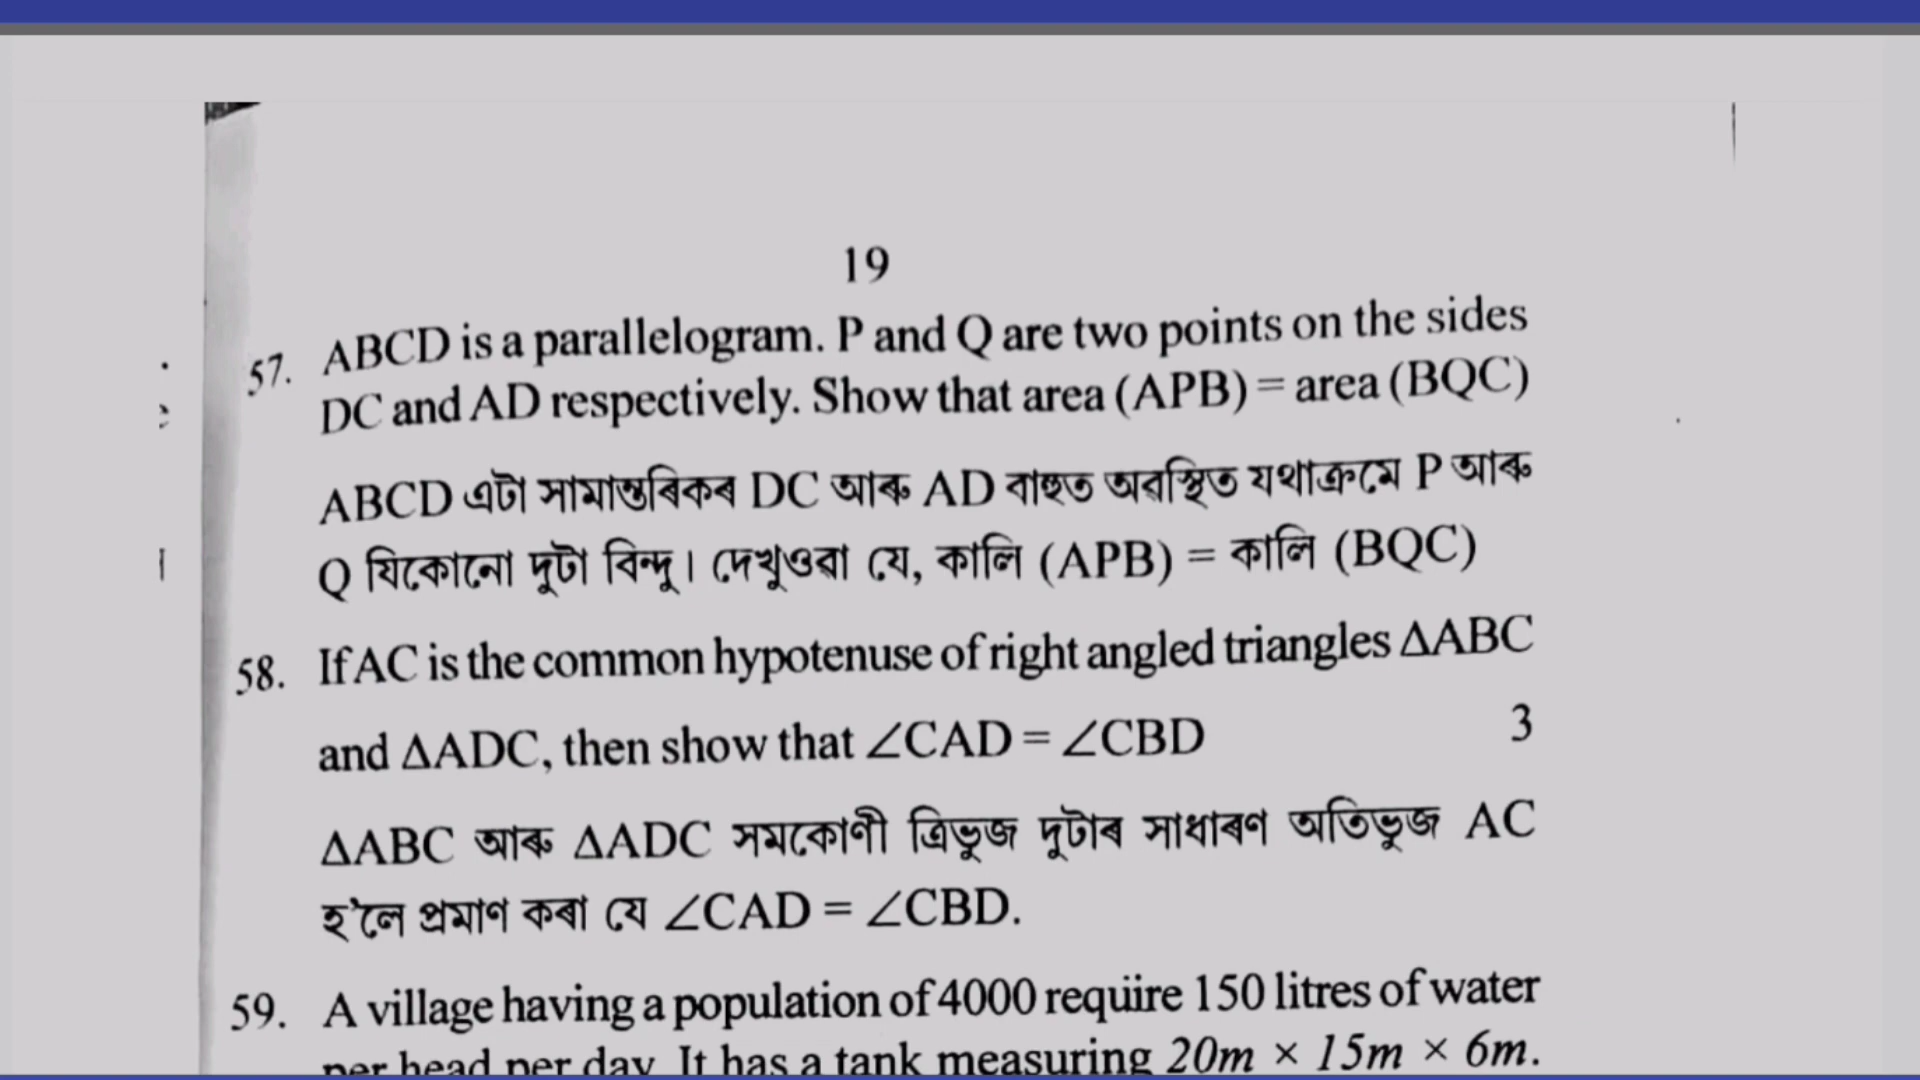 19
57. ABCD is a parallelogram. P and Q are two points on the sides
DC and AD respectively. Show that area (APB) = area (BQC)
ABCD এটা সামান্তৰিকৰ DC আৰু AD বাহুত অৱস্থিত যথাক্ৰমে P আৰু
Q যিকোনো দুটা বিন্দু। দেখুওৱা যে, কালি (APB) = কালি (BQC)
58. If AC is the common hypotenuse of right angled triangles ΔABC
and ΔADC, then show that ∠CAD = ∠CBD 3
ΔABC আৰু ΔADC সমকোণী ত্ৰিভুজ দুটাৰ সাধাৰণ অতিভুজ AC
হ’লে প্ৰমাণ কৰা যে ∠CAD = ∠CBD.
59. A village having a population of 4000 require 150 litres of water
per head per day. It has a tank measuring 20m × 15m × 6m.